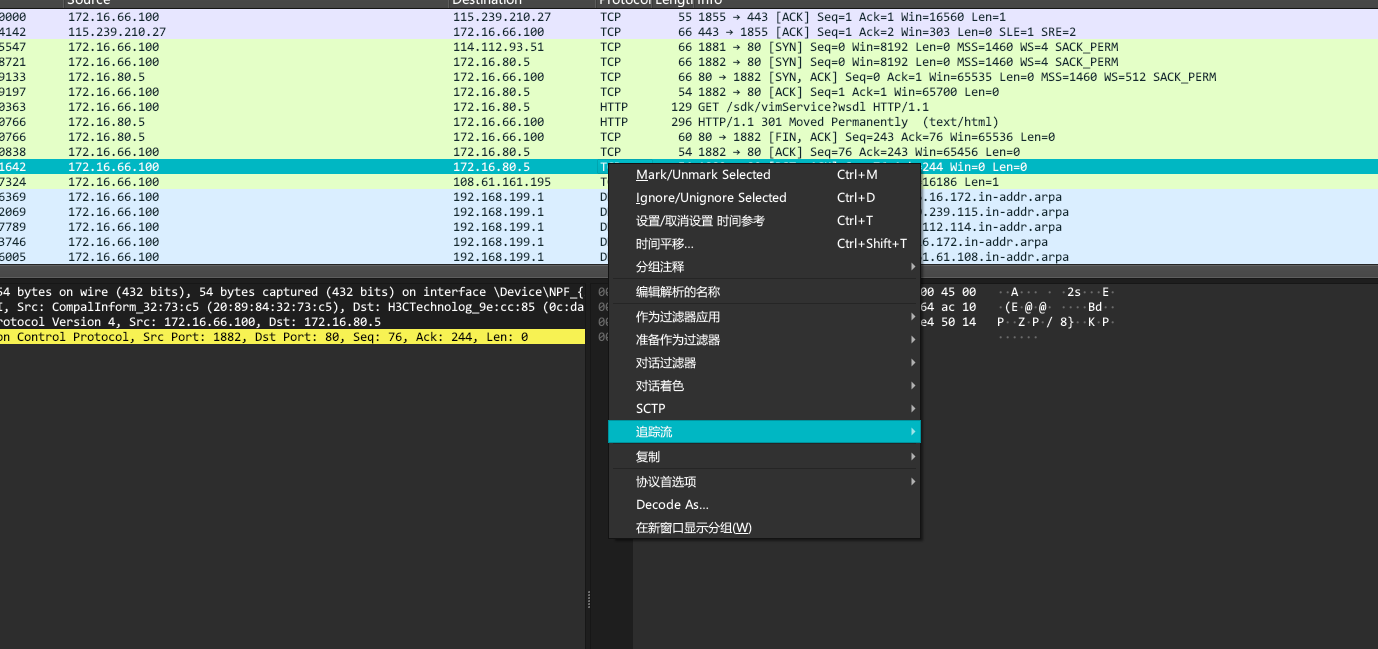 Source Destination Protocol Length Info
0000 172.16.66.100 115.239.210.27 TCP 55 1855 → 443 [ACK] Seq=1 Ack=1 Win=16560 Len=1
4142 115.239.210.27 172.16.66.100 TCP 66 443 → 1855 [ACK] Seq=1 Ack=2 Win=303 Len=0 SLE=1 SRE=2
5547 172.16.66.100 114.112.93.51 TCP 66 1881 → 80 [SYN] Seq=0 Win=8192 Len=0 MSS=1460 WS=4 SACK_PERM
8721 172.16.66.100 172.16.80.5 TCP 66 1882 → 80 [SYN] Seq=0 Win=8192 Len=0 MSS=1460 WS=4 SACK_PERM
9133 172.16.80.5 172.16.66.100 TCP 66 80 → 1882 [SYN, ACK] Seq=0 Ack=1 Win=65535 Len=0 MSS=1460 WS=512 SACK_PERM
9197 172.16.66.100 172.16.80.5 TCP 54 1882 → 80 [ACK] Seq=1 Ack=1 Win=65700 Len=0
0363 172.16.66.100 172.16.80.5 HTTP 129 GET /sdk/vimService?wsdl HTTP/1.1
0766 172.16.80.5 172.16.66.100 HTTP 296 HTTP/1.1 301 Moved Permanently (text/html)
0766 172.16.80.5 172.16.66.100 TCP 60 80 → 1882 [FIN, ACK] Seq=243 Ack=76 Win=65536 Len=0
0838 172.16.66.100 172.16.80.5 TCP 54 1882 → 80 [ACK] Seq=76 Ack=243 Win=65456 Len=0
1642 172.16.66.100 172.16.80.5 =244 Win=0 Len=0
7324 172.16.66.100 108.61.161.195 16186 Len=1
6369 172.16.66.100 192.168.199.1 .16.172.in-addr.arpa
2069 172.16.66.100 192.168.199.1 .239.115.in-addr.arpa
7789 172.16.66.100 192.168.199.1 .112.114.in-addr.arpa
3746 172.16.66.100 192.168.199.1 6.172.in-addr.arpa
6005 172.16.66.100 192.168.199.1 1.61.108.in-addr.arpa
Mark/Unmark Selected Ctrl+M
Ignore/Unignore Selected Ctrl+D
设置/取消设置 时间参考 Ctrl+T
时间平移... Ctrl+Shift+T
分组注释
编辑解析的名称
作为过滤器应用
准备作为过滤器
对话过滤器
对话着色
SCTP
追踪流
复制
协议首选项
Decode As...
在新窗口显示分组(W)
54 bytes on wire (432 bits), 54 bytes captured (432 bits) on interface \Device\NPF_{
I, Src: CompalInform_32:73:c5 (20:89:84:32:73:c5), Dst: H3CTechnolog_9e:cc:85 (0c:da
rotocol Version 4, Src: 172.16.66.100, Dst: 172.16.80.5
on Control Protocol, Src Port: 1882, Dst Port: 80, Seq: 76, Ack: 244, Len: 0
00 45 00 ··A··· · ·2s···E·
64 ac 10 ·(E·@·@· ····Bd··
e4 50 14 P··Z·P·/ 8}··K·P·
······